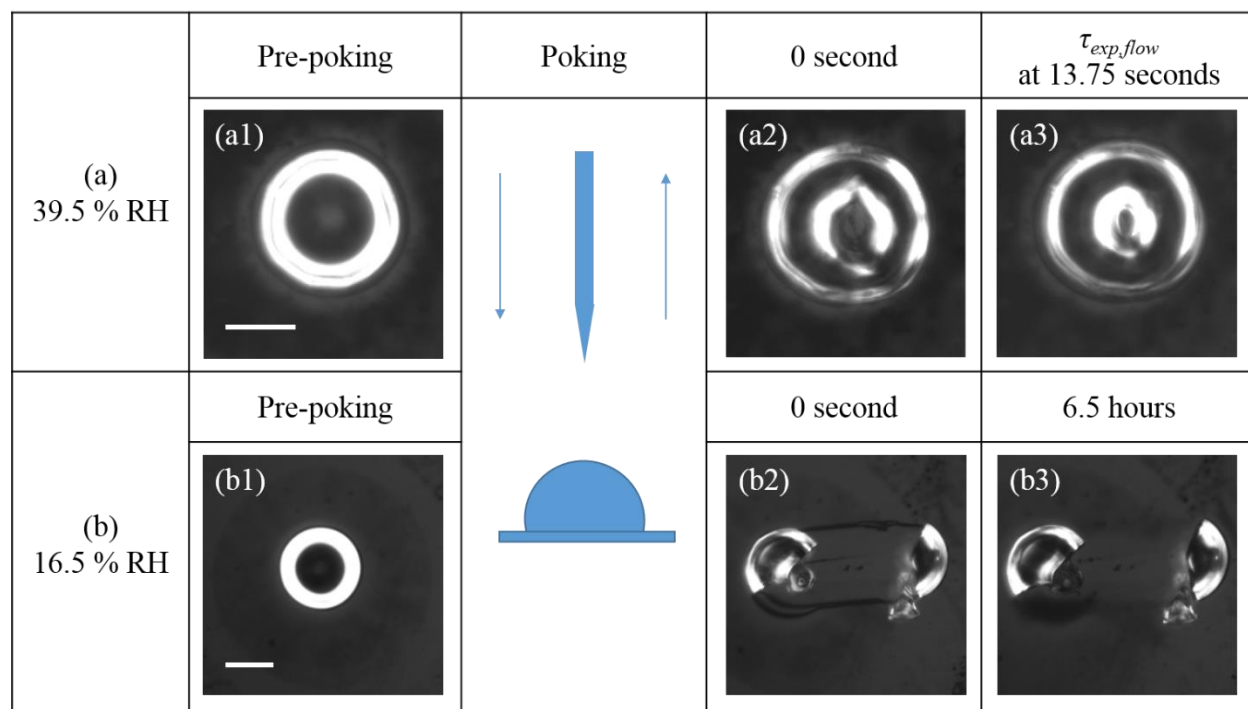 Pre-poking
Poking
0 second
τexp,flow
at 13.75 seconds
(a)
39.5 % RH
(a1)
(a2)
(a3)
Pre-poking
0 second
6.5 hours
(b)
16.5 % RH
(b1)
(b2)
(b3)